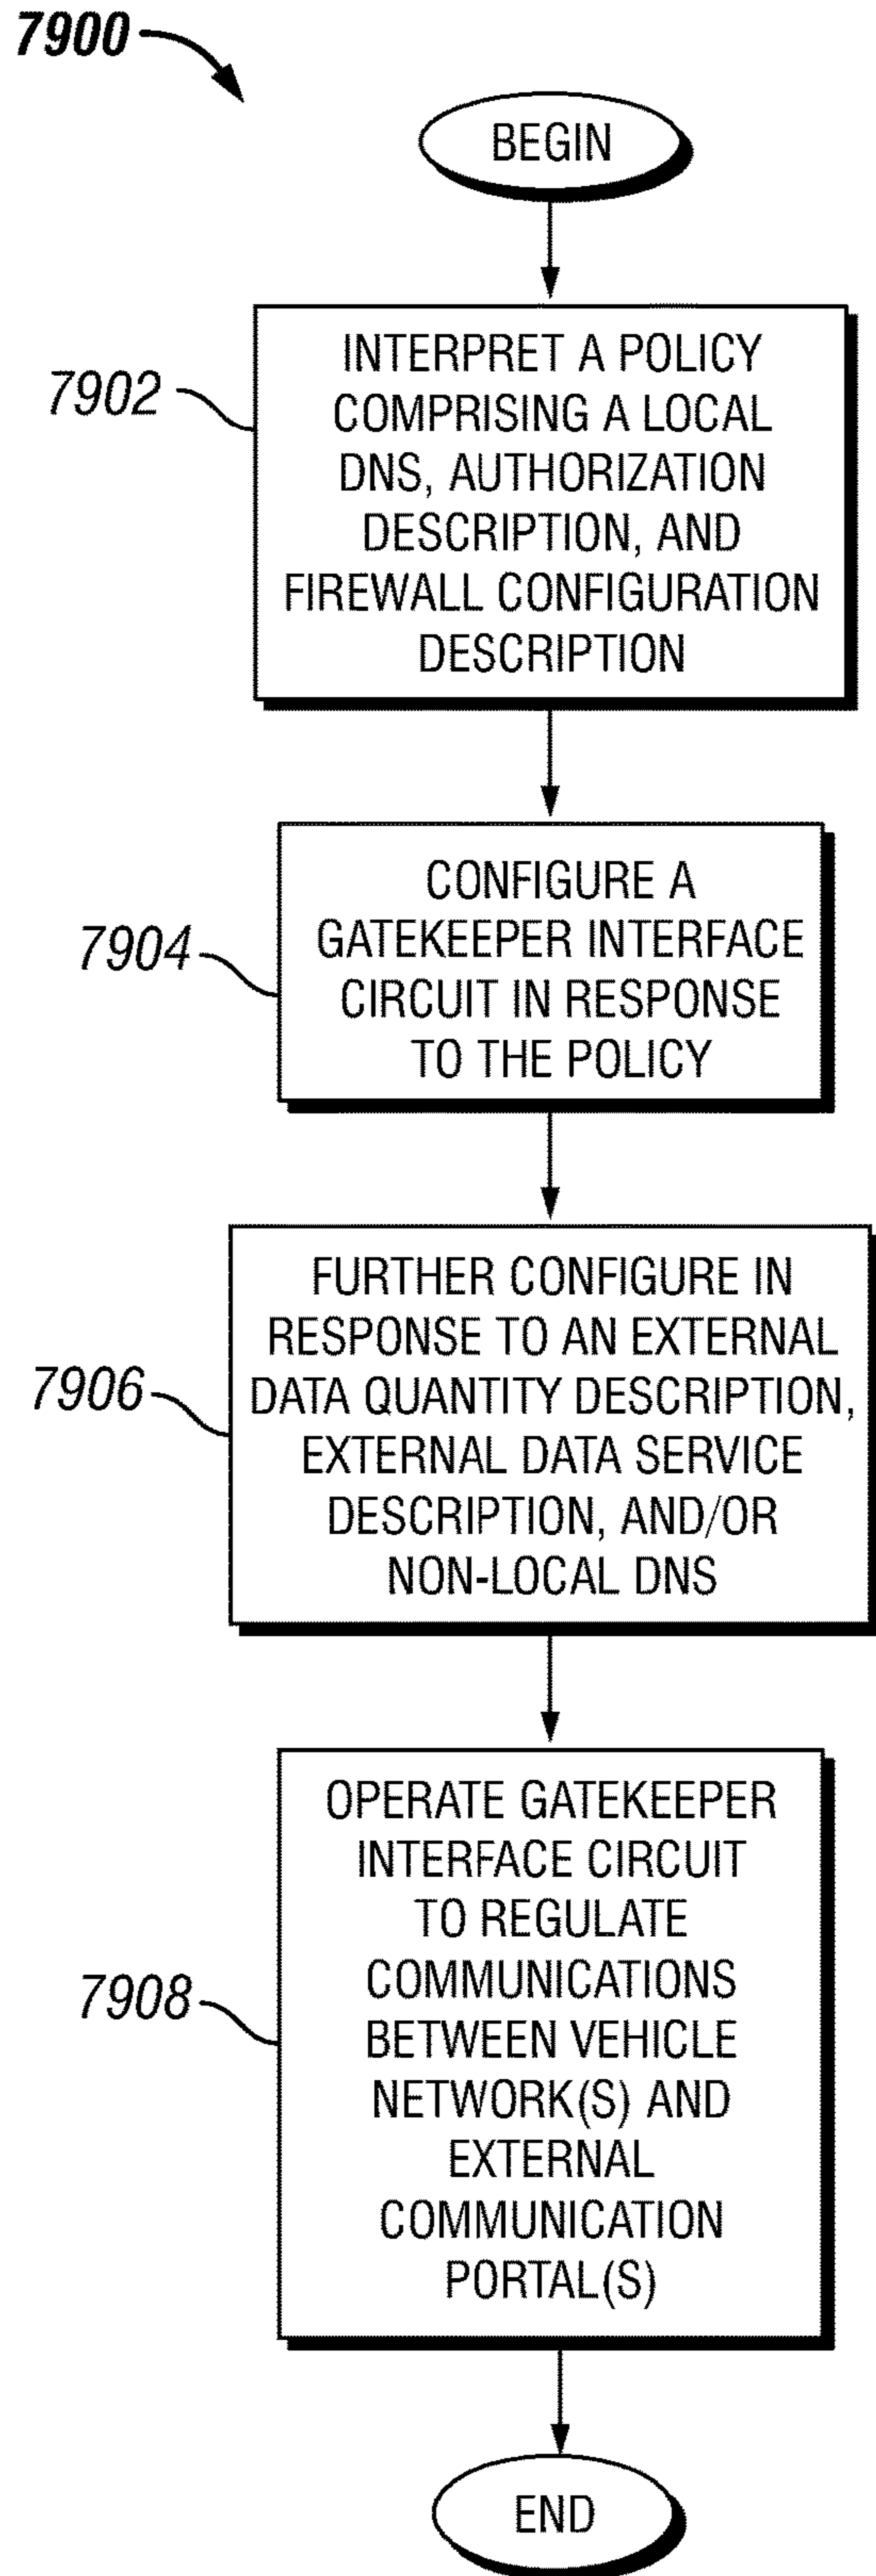 7900
BEGIN
7902
INTERPRET A POLICY
COMPRISING A LOCAL
DNS, AUTHORIZATION
DESCRIPTION, AND
FIREWALL CONFIGURATION
DESCRIPTION
7904
CONFIGURE A
GATEKEEPER INTERFACE
CIRCUIT IN RESPONSE
TO THE POLICY
7906
FURTHER CONFIGURE IN
RESPONSE TO AN EXTERNAL
DATA QUANTITY DESCRIPTION,
EXTERNAL DATA SERVICE
DESCRIPTION, AND/OR
NON-LOCAL DNS
7908
OPERATE GATEKEEPER
INTERFACE CIRCUIT
TO REGULATE
COMMUNICATIONS
BETWEEN VEHICLE
NETWORK(S) AND
EXTERNAL
COMMUNICATION
PORTAL(S)
END